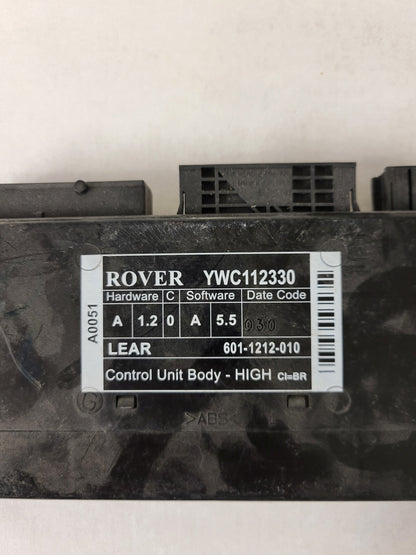 A0051
ROVER YWC112330
Hardware C Software Date Code
A 1.2 0 A 5.5 030
LEAR 601-1212-010
Control Unit Body - HIGH CI=BR
>ABS<